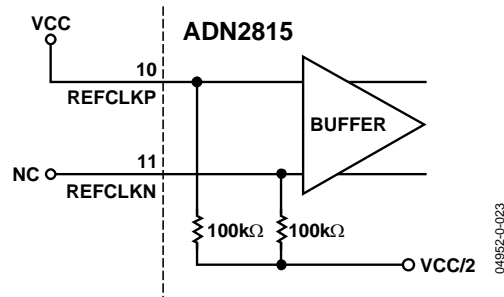 VCC
ADN2815
10
REFCLKP
BUFFER
11
NC
REFCLKN
100kΩ 100kΩ
VCC/2
04952-0-023